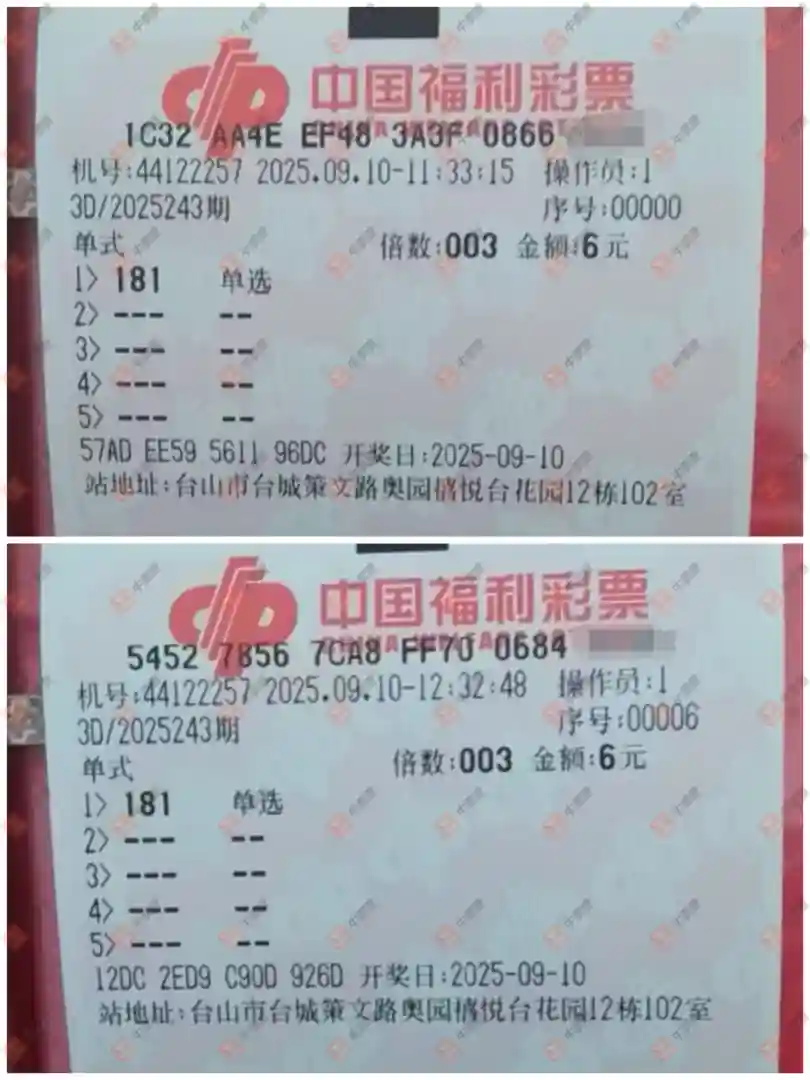 中国福利彩票
1C32 AA4E EF48 3A3F 0866
机号:44122257 2025.09.10-11:33:15 操作员:1
3D/2025243期 序号:00000
单式 倍数:003 金额:6元
1> 181 单选
2> --- --
3> --- --
4> --- --
5> --- --
57AD EE59 5611 96DC 开奖日:2025-09-10
站地址:台山市台城策文路奥园禧悦台花园12栋102室
中国福利彩票
5452 7856 7CA8 FF70 0684
机号:44122257 2025.09.10-12:32:48 操作员:1
3D/2025243期 序号:00006
单式 倍数:003 金额:6元
1> 181 单选
2> --- --
3> --- --
4> --- --
5> --- --
12DC 2ED9 C90D 926D 开奖日:2025-09-10
站地址:台山市台城策文路奥园禧悦台花园12栋102室